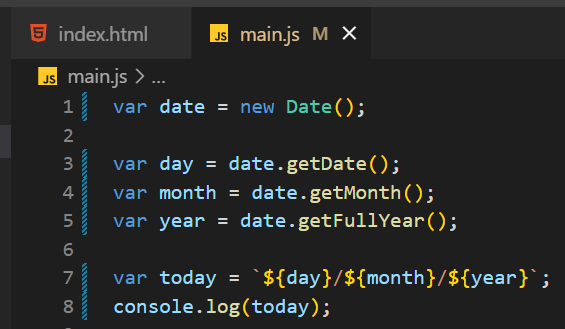 index.html JS main.js M ×
JS main.js > ...
1 var date = new Date();
2
3 var day = date.getDate();
4 var month = date.getMonth();
5 var year = date.getFullYear();
6
7 var today = `${day}/${month}/${year}`;
8 console.log(today);